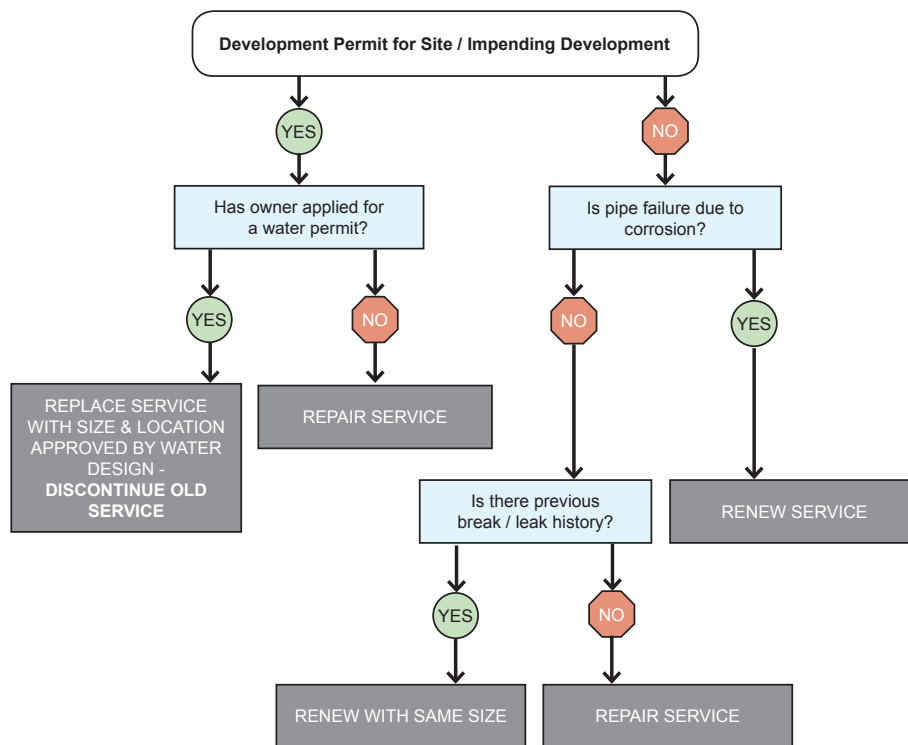 Development Permit for Site / Impending Development
YES
NO
Has owner applied for
a water permit?
Is pipe failure due to
corrosion?
YES
NO
NO
YES
REPLACE SERVICE
WITH SIZE & LOCATION
APPROVED BY WATER
DESIGN -
DISCONTINUE OLD
SERVICE
REPAIR SERVICE
Is there previous
break / leak history?
RENEW SERVICE
YES
NO
RENEW WITH SAME SIZE
REPAIR SERVICE